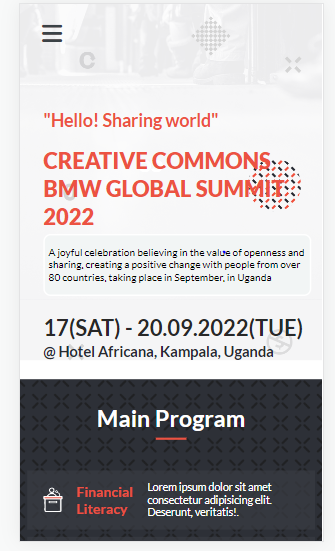 "Hello! Sharing world"
CREATIVE COMMONS
BMW GLOBAL SUMMIT
2022
A joyful celebration believing in the value of openness and
sharing, creating a positive change with people from over
80 countries, taking place in September, in Uganda
17(SAT) - 20.09.2022(TUE)
@ Hotel Africana, Kampala, Uganda
Main Program
Financial
Literacy
Lorem ipsum dolor sit amet
consectetur adipisicing elit.
Deserunt, veritatis!.